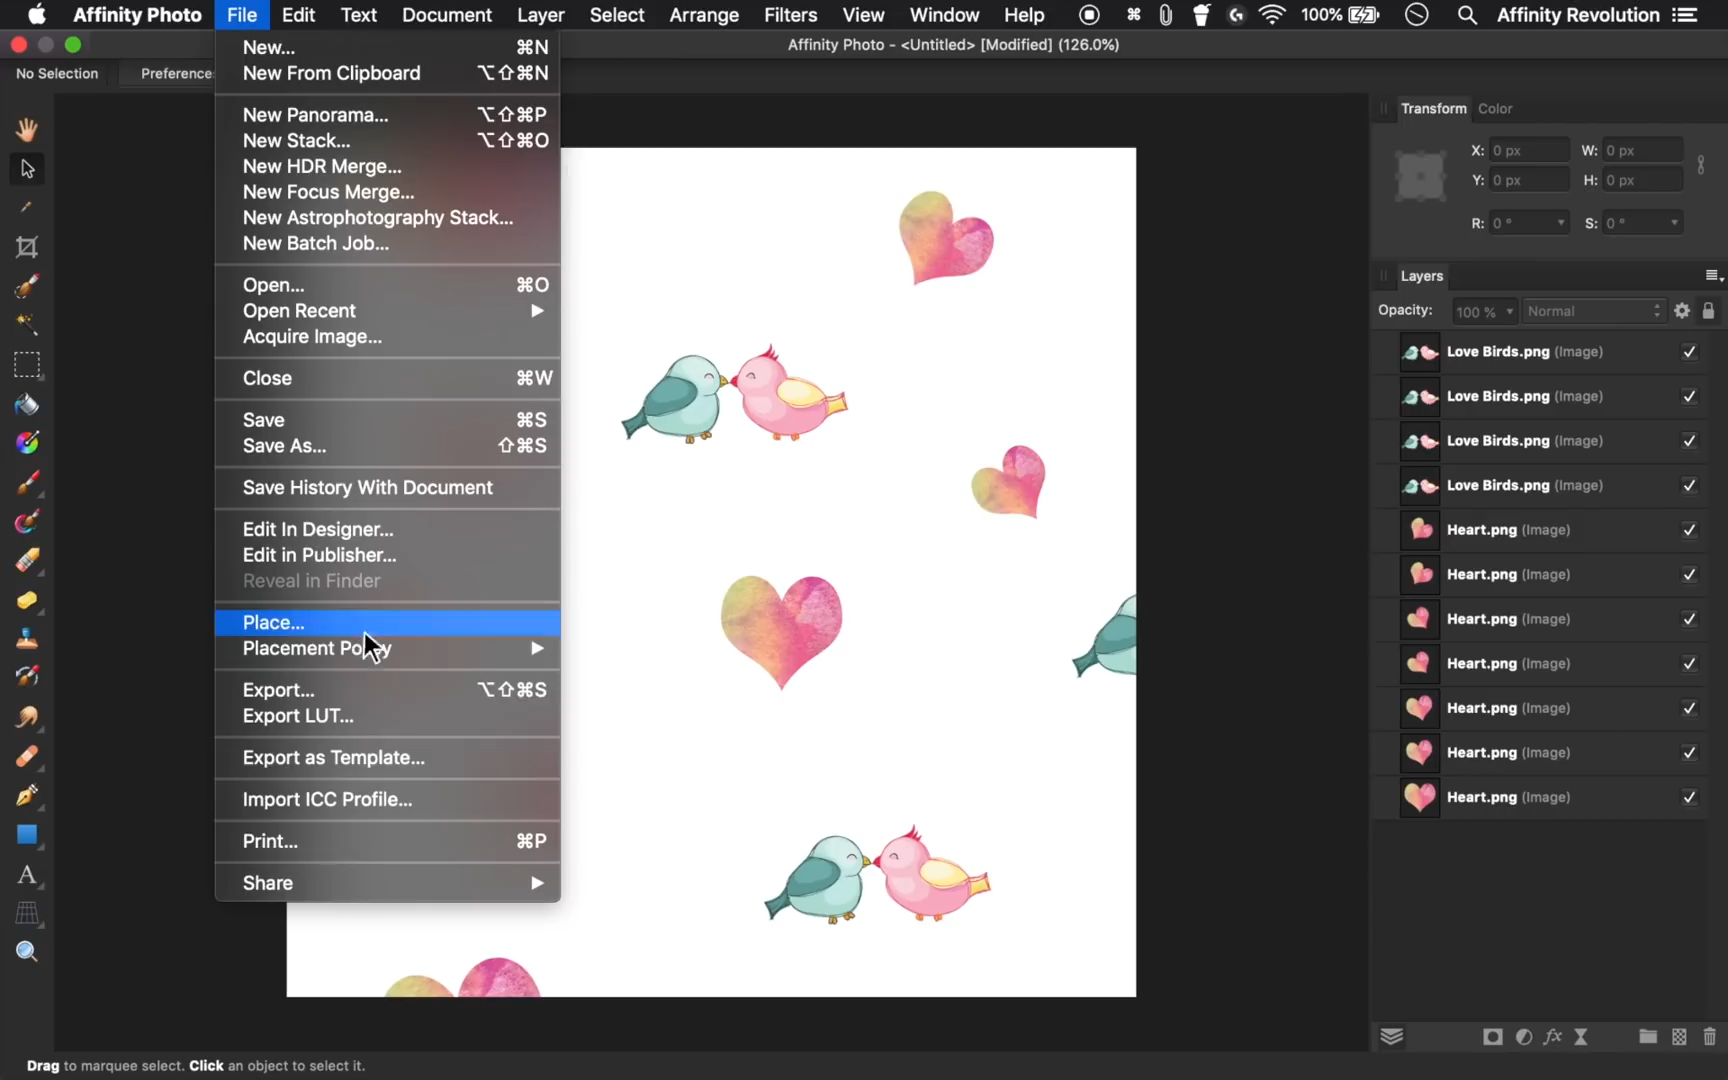 Affinity Photo File Edit Text Document Layer Select Arrange Filters View Window Help 100% Affinity Revolution
Affinity Photo - <Untitled> [Modified] (126.0%)
No Selection Preference
New... ⌘N
New From Clipboard ⌥⇧⌘N
New Panorama... ⌥⇧⌘P
New Stack... ⌥⇧⌘O
New HDR Merge...
New Focus Merge...
New Astrophotography Stack...
New Batch Job...
Open... ⌘O
Open Recent
Acquire Image...
Close ⌘W
Save ⌘S
Save As... ⇧⌘S
Save History With Document
Edit In Designer...
Edit in Publisher...
Reveal in Finder
Place...
Placement Policy
Export... ⌥⇧⌘S
Export LUT...
Export as Template...
Import ICC Profile...
Print... ⌘P
Share
Transform Color
X: 0 px W: 0 px
Y: 0 px H: 0 px
R: 0 ° S: 0 °
Layers
Opacity: 100 % Normal
Love Birds.png (Image)
Love Birds.png (Image)
Love Birds.png (Image)
Love Birds.png (Image)
Heart.png (Image)
Heart.png (Image)
Heart.png (Image)
Heart.png (Image)
Heart.png (Image)
Heart.png (Image)
Heart.png (Image)
Drag to marquee select. Click an object to select it.